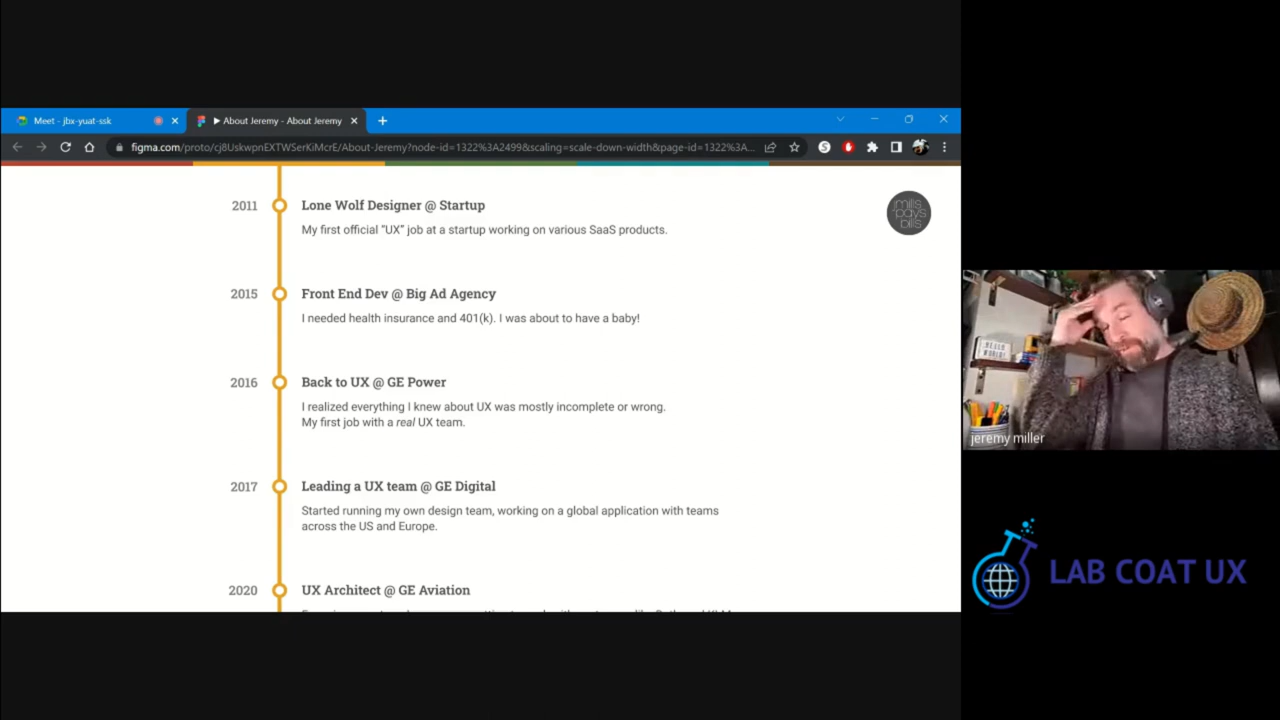 Meet - jbx-yuat-ssk
About Jeremy - About Jeremy
figma.com/proto/cj8UskwpnEXTWSerKiMcrE/About-Jeremy?node-id=1322%3A2499&scaling=scale-down-width&page-id=1322%3A...
2011
Lone Wolf Designer @ Startup
My first official “UX” job at a startup working on various SaaS products.
mills
pays
bills
2015
Front End Dev @ Big Ad Agency
I needed health insurance and 401(k). I was about to have a baby!
2016
Back to UX @ GE Power
I realized everything I knew about UX was mostly incomplete or wrong.
My first job with a real UX team.
2017
Leading a UX team @ GE Digital
Started running my own design team, working on a global application with teams
across the US and Europe.
2020
UX Architect @ GE Aviation
HELLO
WORLD!
jeremy miller
LAB COAT UX